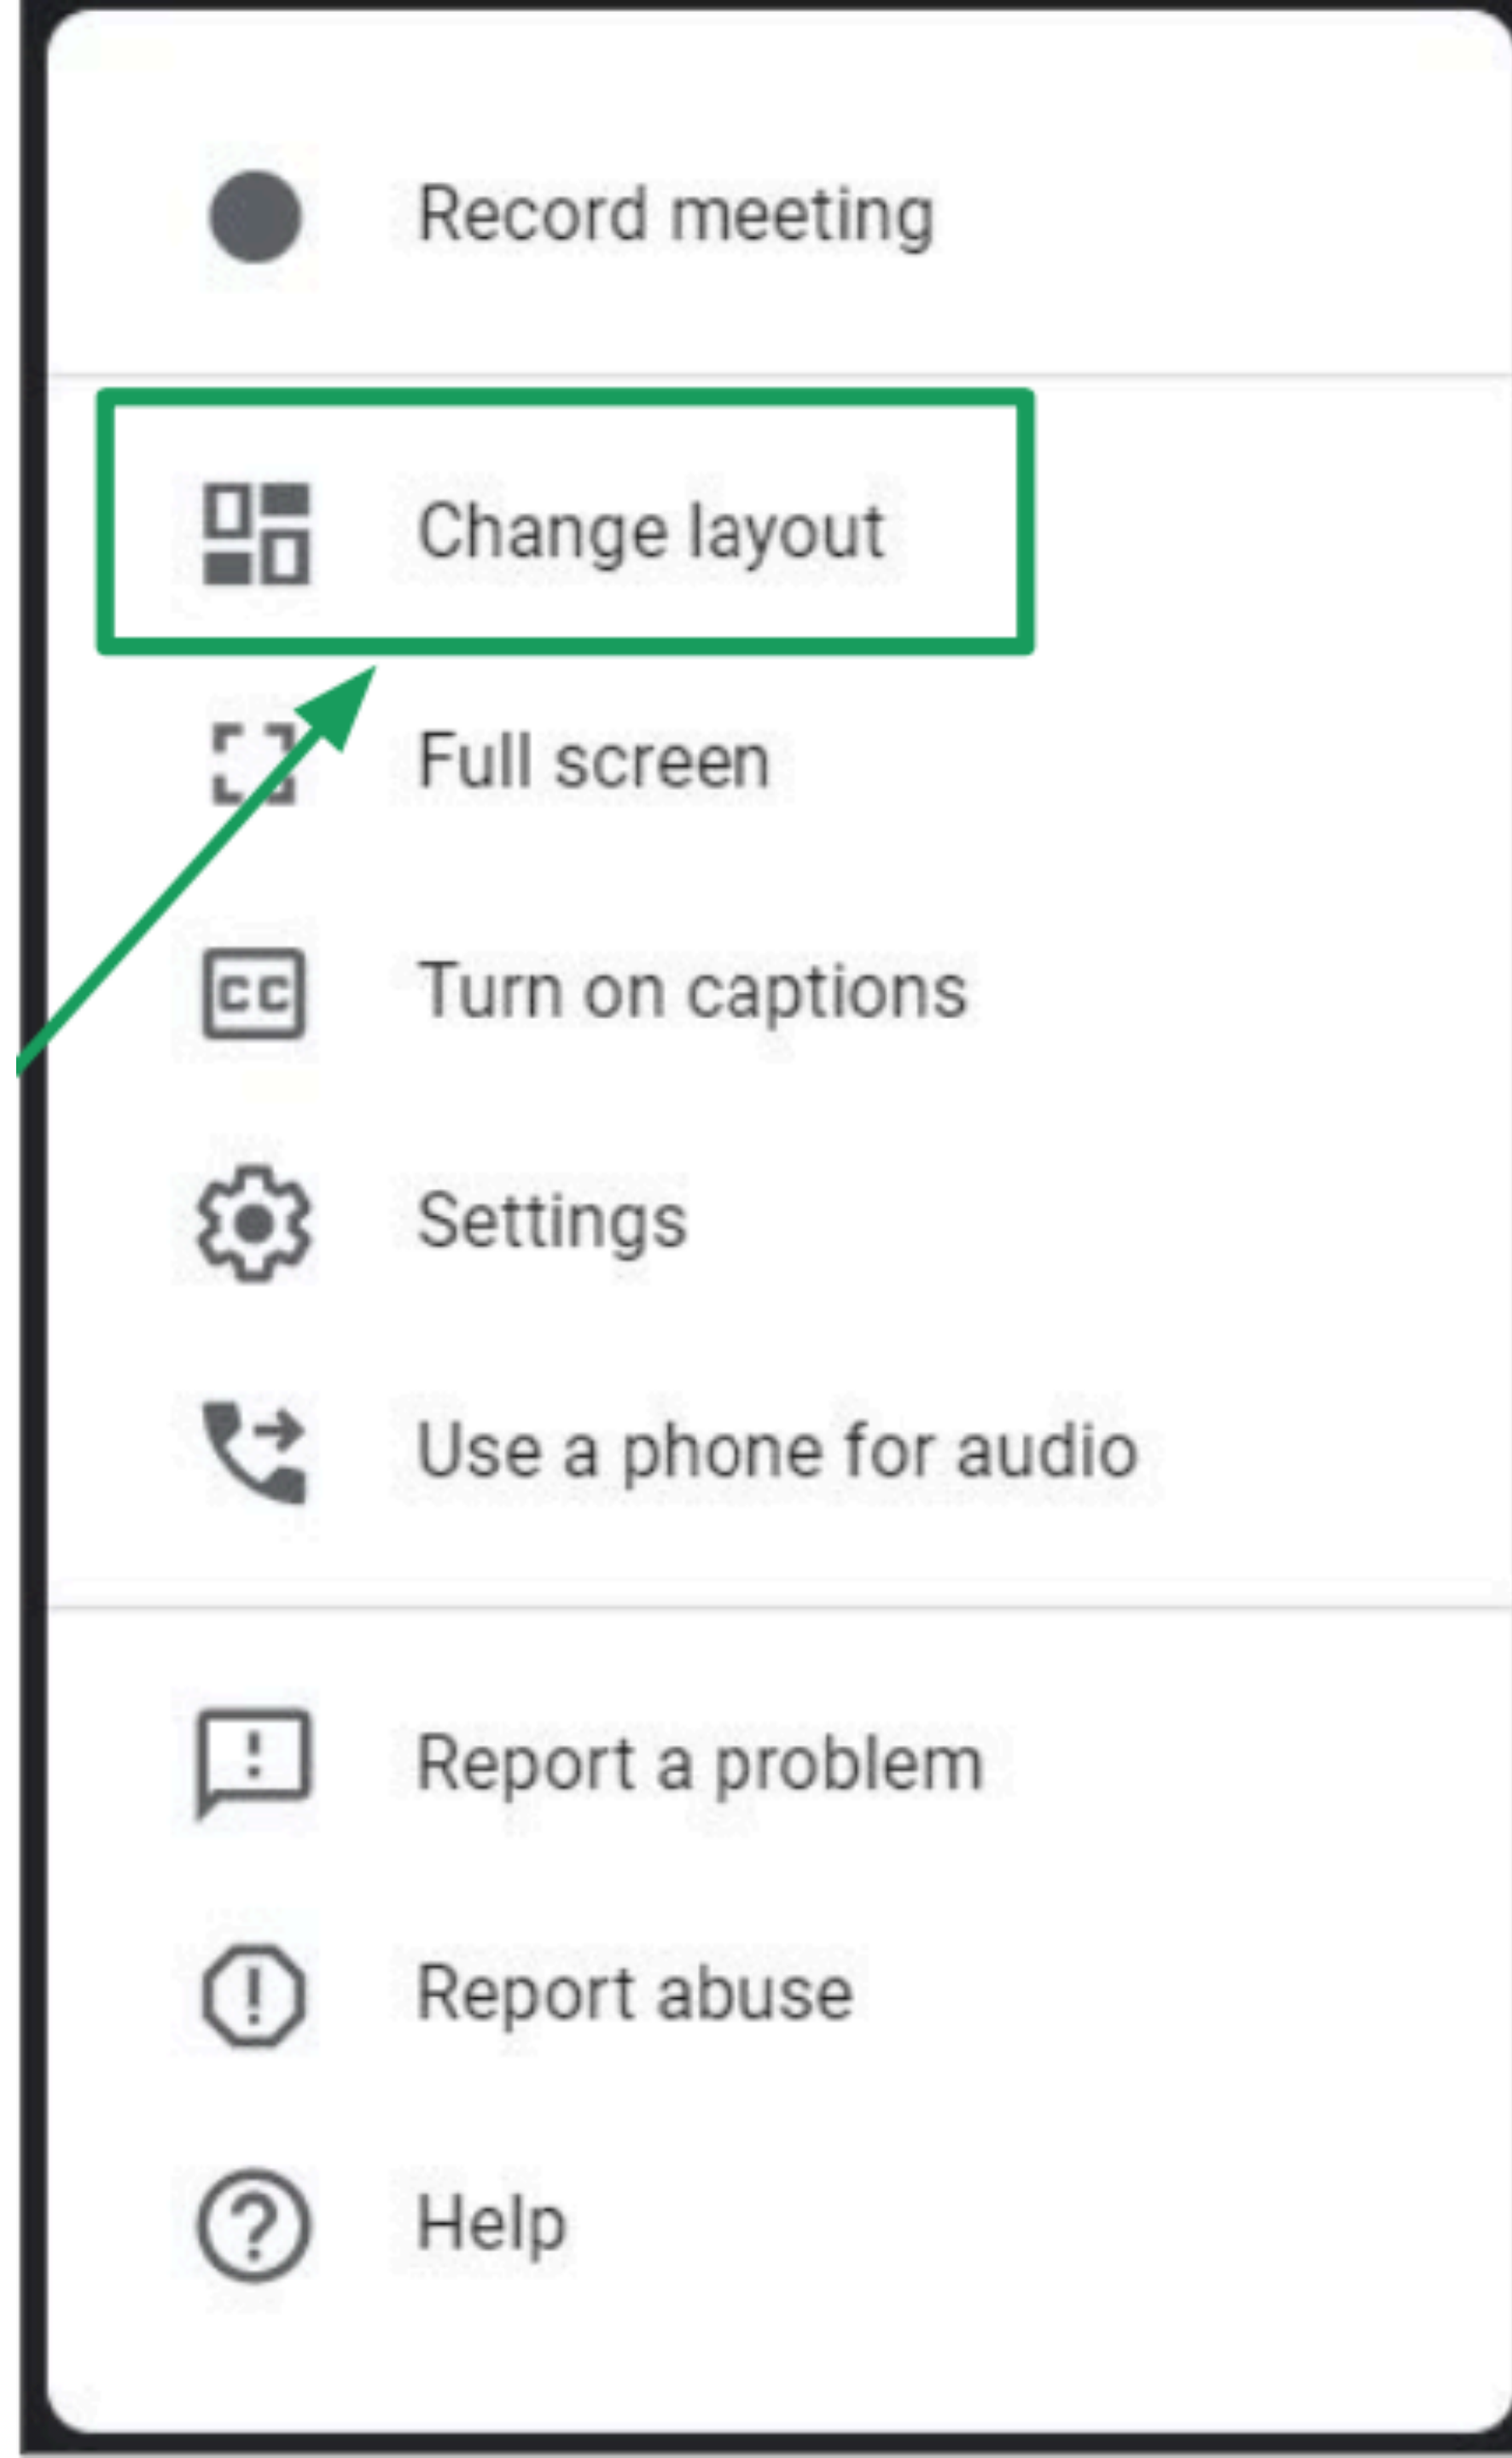 Record meeting
Change layout
Full screen
CC Turn on captions
Settings
Use a phone for audio
Report a problem
Report abuse
Help